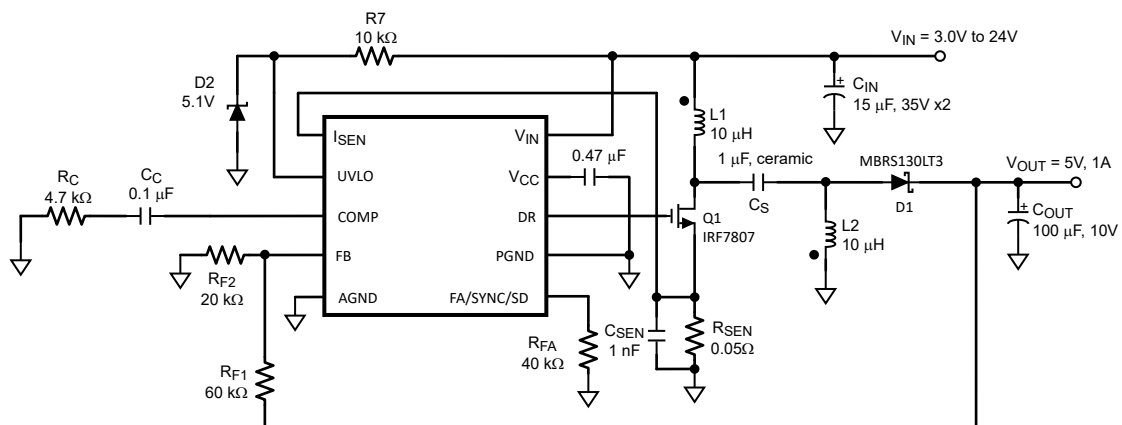 R7
10 kΩ
VIN = 3.0V to 24V
D2
5.1V
CIN
15 μF, 35V x2
L1
10 μH
ISEN
VIN
0.47 μF
1 μF, ceramic
MBRS130LT3
VOUT = 5V, 1A
RC
4.7 kΩ
CC
0.1 μF
UVLO
VCC
CS
D1
COMP
DR
Q1
IRF7807
L2
10 μH
COUT
100 μF, 10V
RF2
20 kΩ
FB
PGND
AGND
FA/SYNC/SD
RFA
40 kΩ
CSEN
1 nF
RSEN
0.05Ω
RF1
60 kΩ